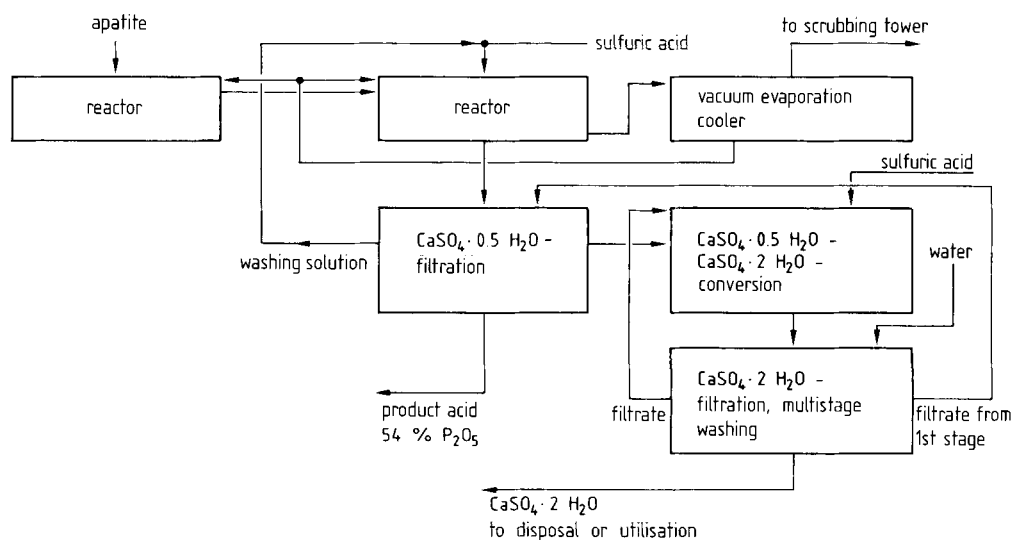 apatite
to scrubbing tower
sulfuric acid
reactor
reactor
vacuum evaporation
cooler
sulfuric acid
CaSO₄ · 0.5 H₂O –
filtration
washing solution
CaSO₄ · 0.5 H₂O –
CaSO₄ · 2 H₂O –
conversion
water
CaSO₄ · 2 H₂O –
filtration, multistage
washing
filtrate
filtrate from
1st stage
product acid
54 % P₂O₅
CaSO₄ · 2 H₂O
to disposal or utilisation